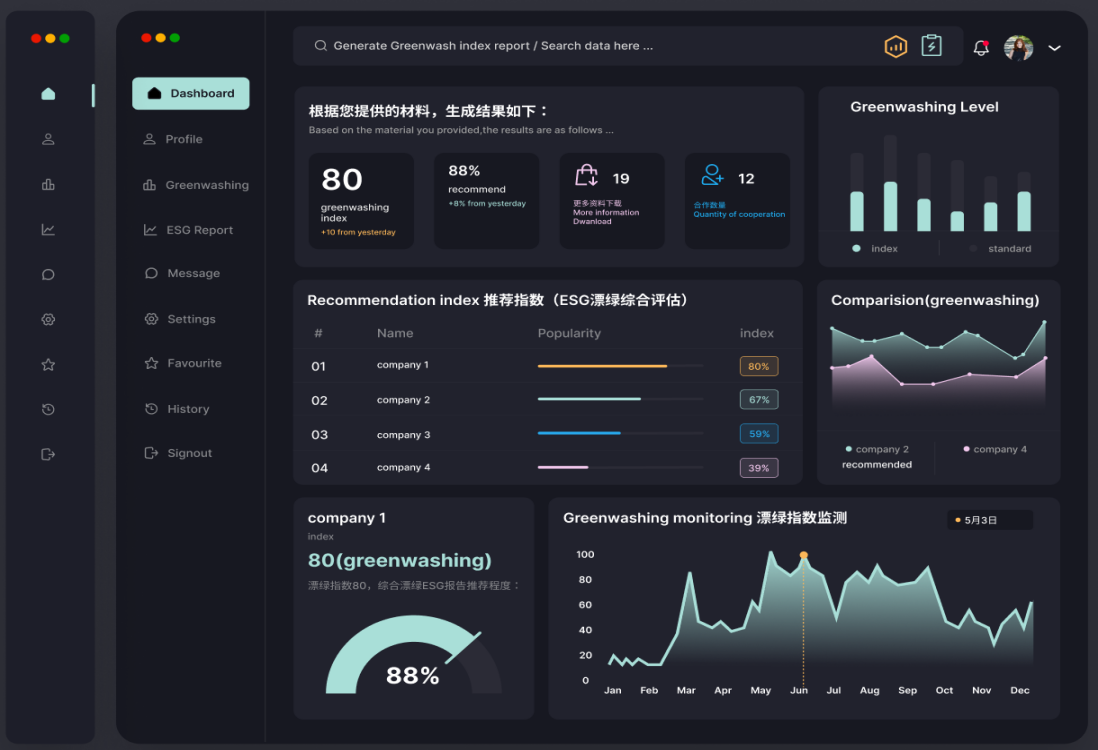 Generate Greenwash index report / Search data here ...
Dashboard
Profile
Greenwashing
ESG Report
Message
Settings
Favourite
History
Signout
根据您提供的材料，生成结果如下：
Based on the material you provided,the results are as follows ...
80
greenwashing
index
+10 from yesterday
88%
recommend
+8% from yesterday
19
更多资料下载
More information
Dwanload
12
合作数量
Quantity of cooperation
Greenwashing Level
index
standard
Recommendation index 推荐指数（ESG漂绿综合评估）
# Name Popularity index
01 company 1 80%
02 company 2 67%
03 company 3 59%
04 company 4 39%
Comparision(greenwashing)
company 2
recommended
company 4
company 1
index
80(greenwashing)
漂绿指数80，综合漂绿ESG报告推荐程度：
88%
Greenwashing monitoring 漂绿指数监测
5月3日
100
80
60
40
20
0
Jan Feb Mar Apr May Jun Jul Aug Sep Oct Nov Dec